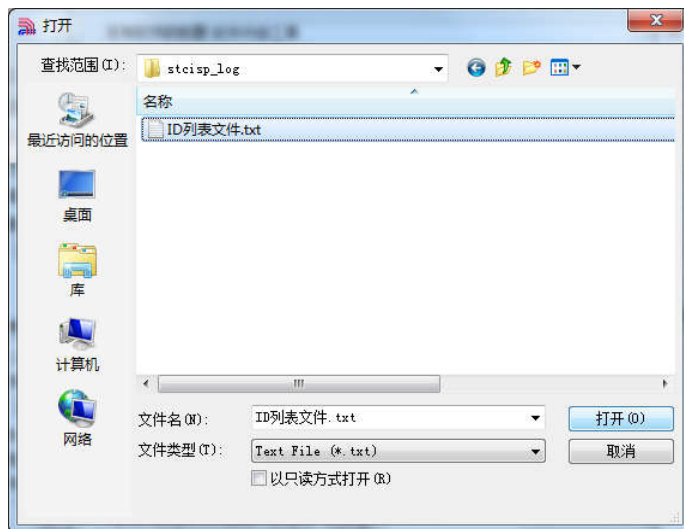 打开
查找范围(I):
stcisp_log
名称
ID列表文件.txt
最近访问的位置
桌面
库
计算机
网络
文件名(N):
ID列表文件.txt
打开(O)
文件类型(T):
Text File (*.txt)
取消
以只读方式打开(R)